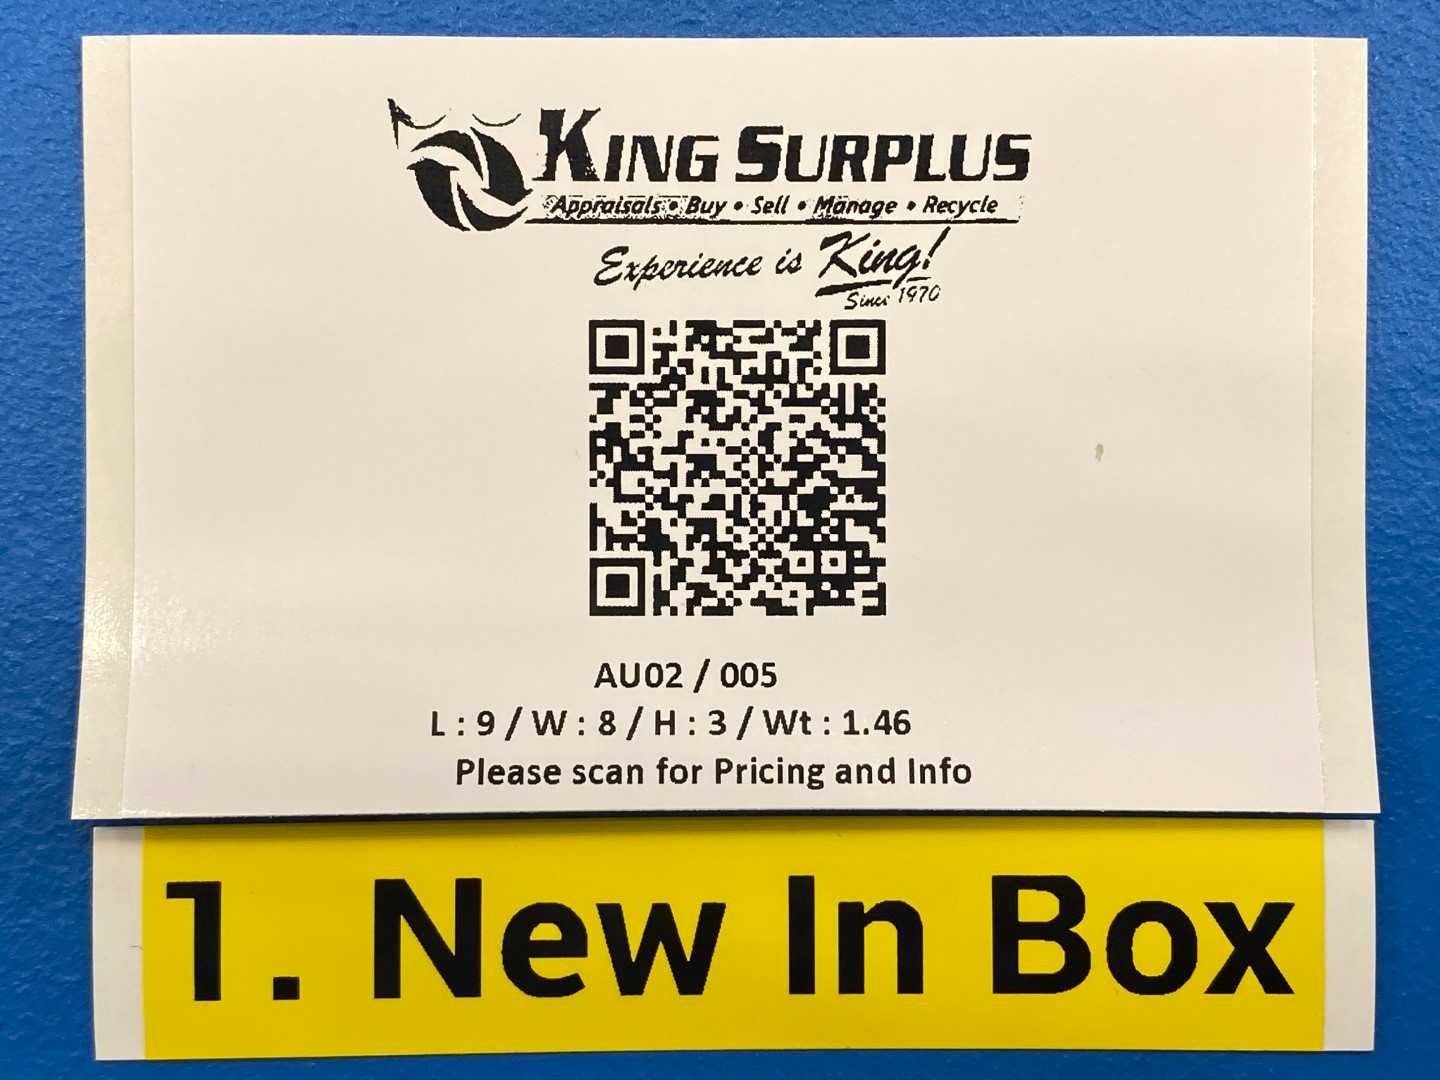 KING SURPLUS
Appraisals • Buy • Sell • Manage • Recycle
Experience is King!
Since 1970
AU02 / 005
L : 9 / W : 8 / H : 3 / Wt : 1.46
Please scan for Pricing and Info
1. New In Box